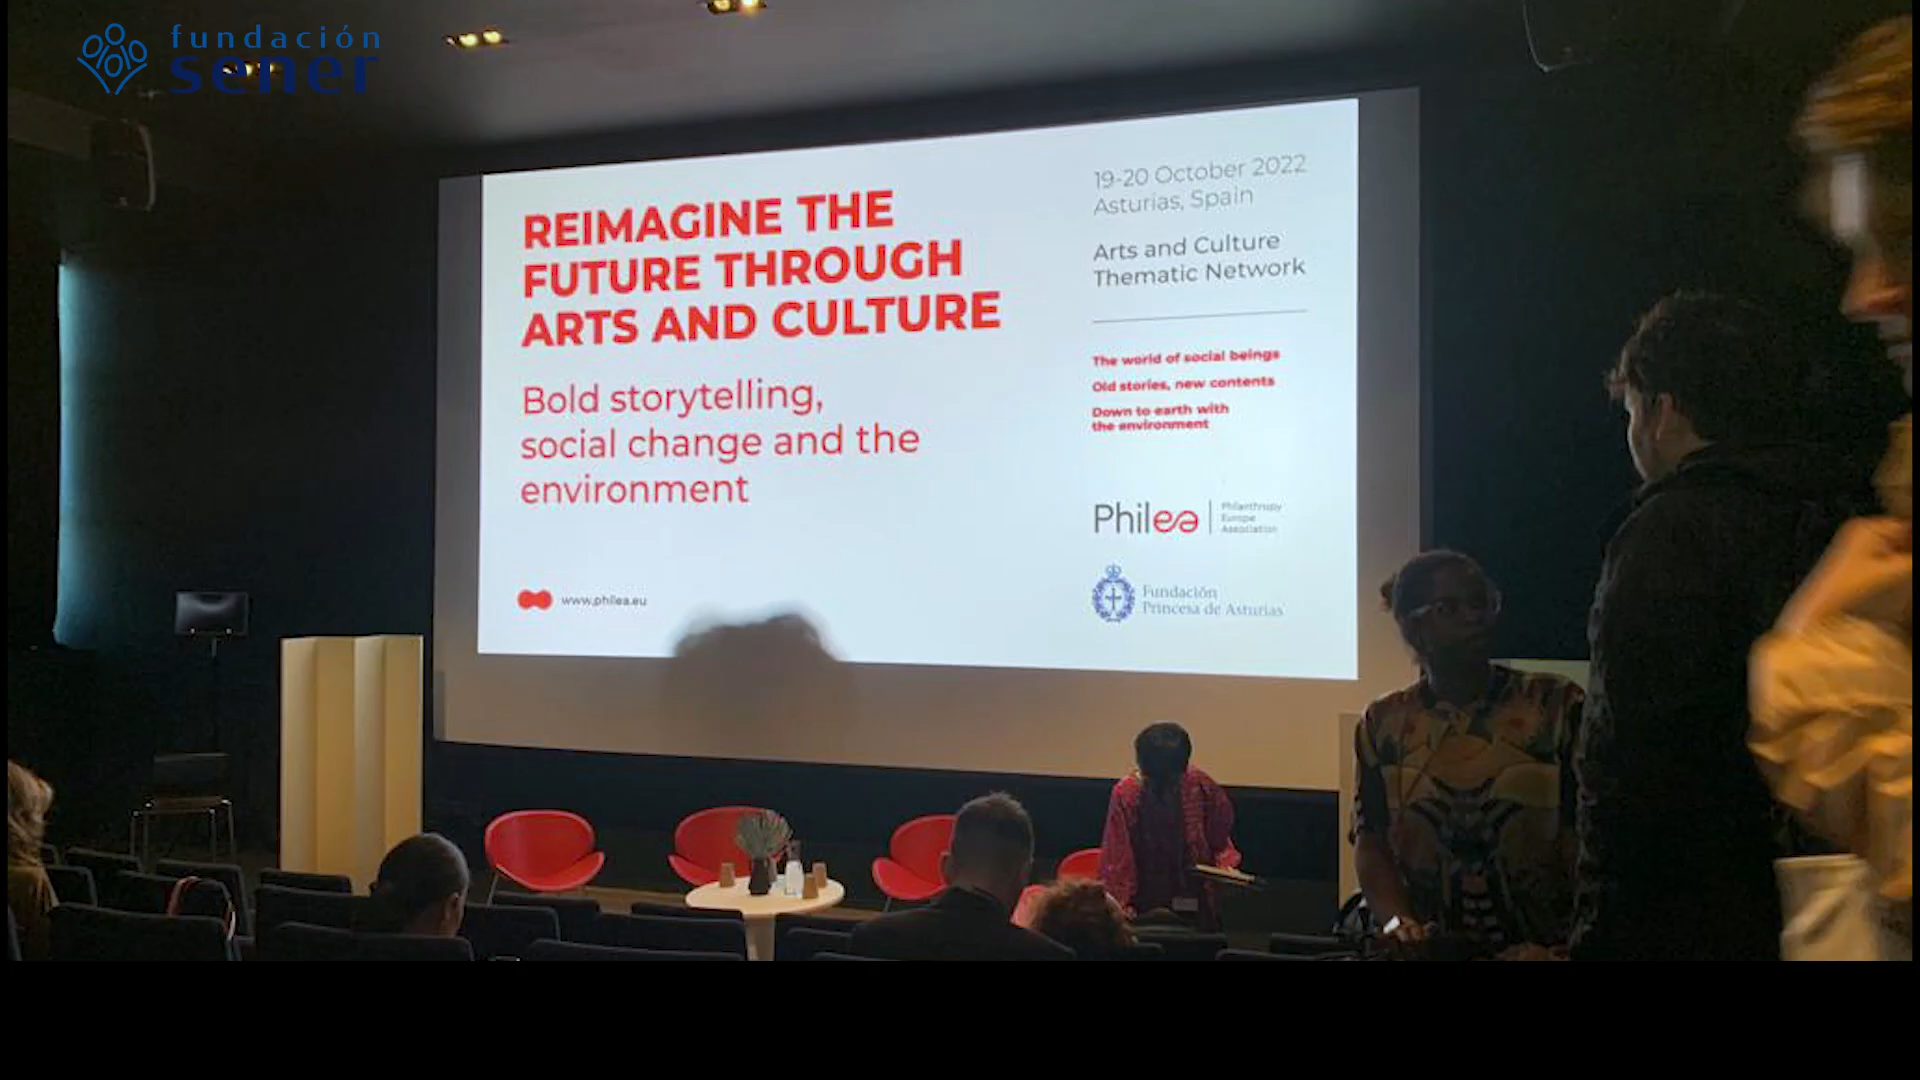 fundación
sener
REIMAGINE THE
FUTURE THROUGH
ARTS AND CULTURE
Bold storytelling,
social change and the
environment
www.philea.eu
19-20 October 2022
Asturias, Spain
Arts and Culture
Thematic Network
The world of social beings
Old stories, new contents
Down to earth with
the environment
Philea
Philanthropy
Europe
Association
Fundación
Princesa de Asturias